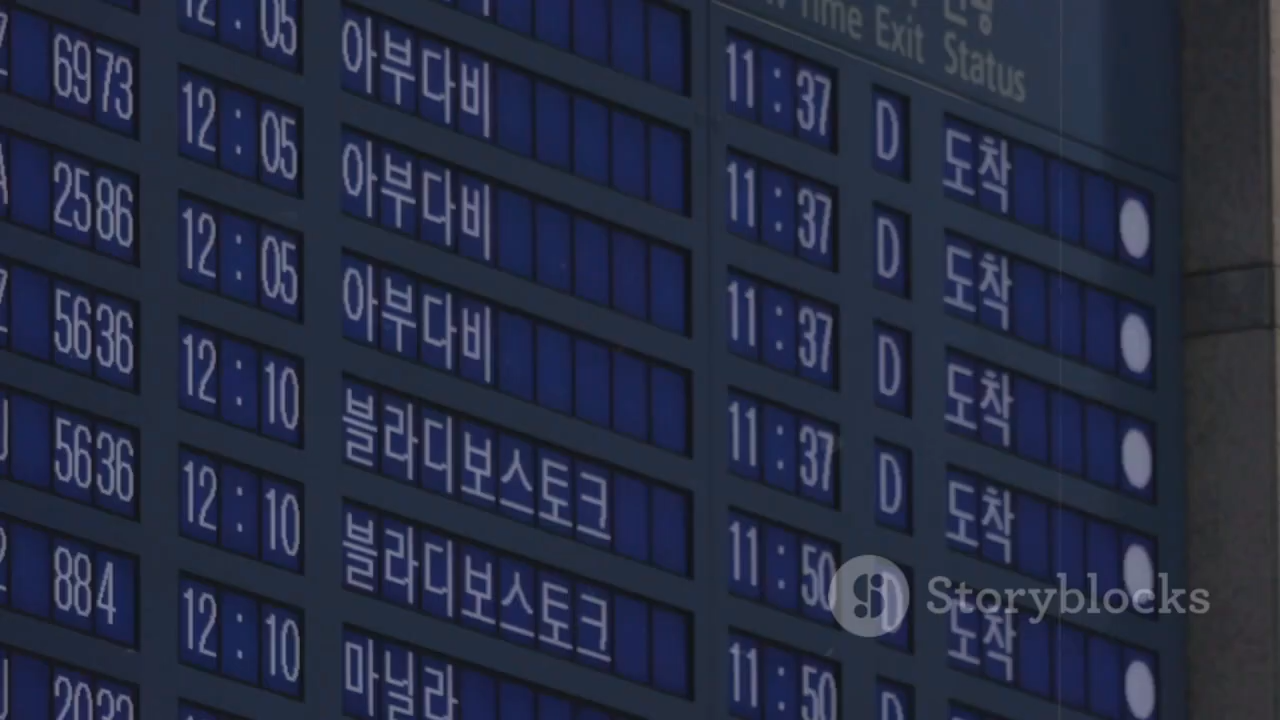 Time Exit Status
11:37 D 도착
12:05 아부다비 11:37 D 도착
6973 12:05 아부다비 11:37 D 도착
2586 12:05 아부다비 11:37 D 도착
5636 12:10 블라디보스토크 11:50 D 도착
5636 12:10 블라디보스토크 11:50 D
884 12:10 마닐라
Storyblocks